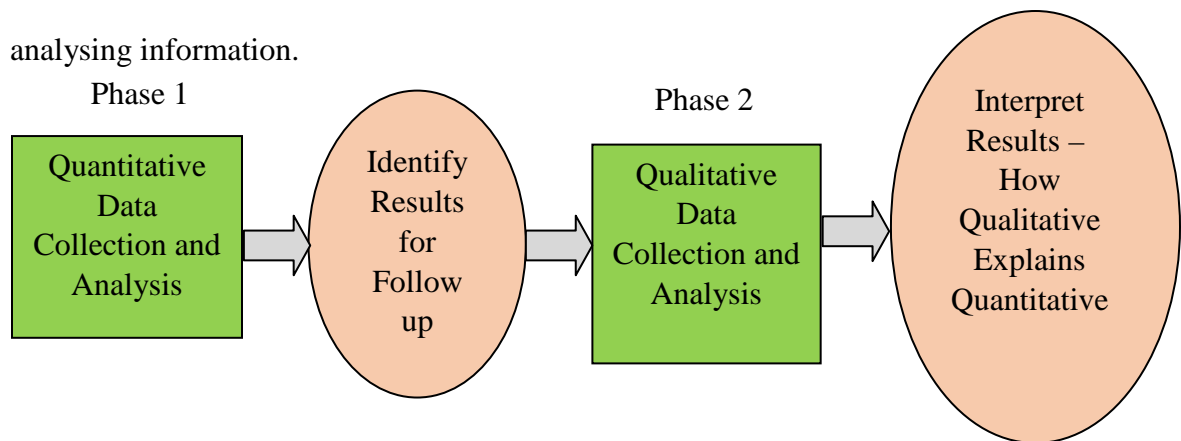 analysing information.
Phase 1
Quantitative
Data
Collection and
Analysis
Identify
Results
for
Follow
up
Phase 2
Qualitative
Data
Collection and
Analysis
Interpret
Results –
How
Qualitative
Explains
Quantitative